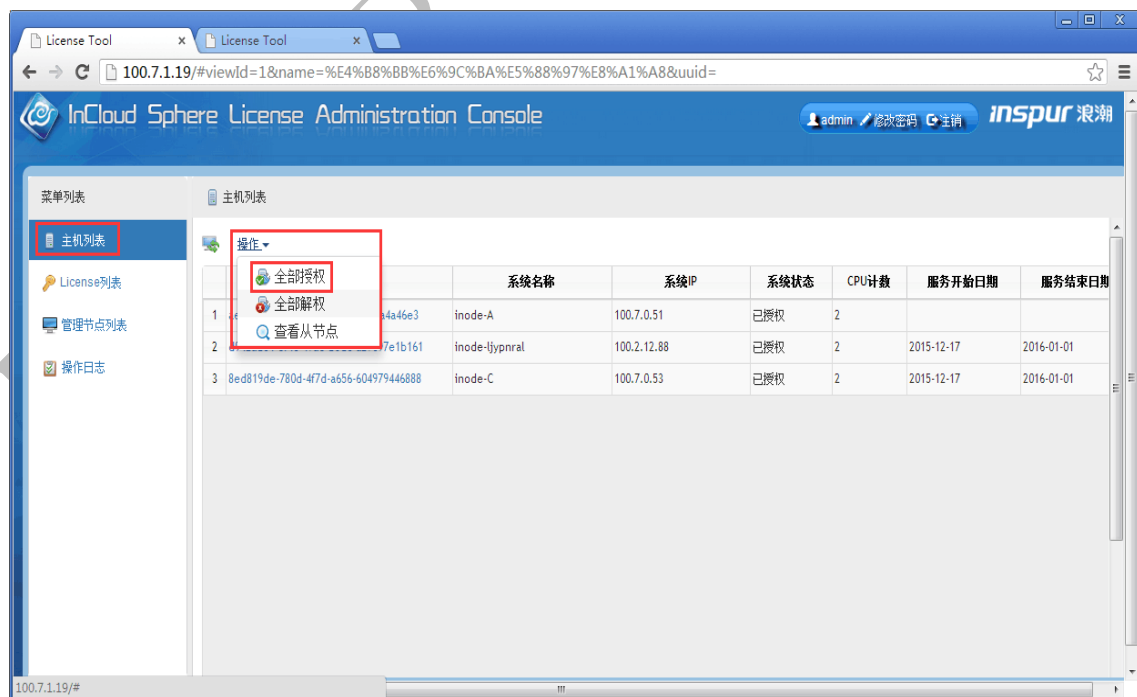 License Tool
License Tool
100.7.1.19/#viewId=1&name=%E4%B8%BB%E6%9C%BA%E5%88%97%E8%A1%A8&uuid=
InCloud Sphere License Administration Console
admin 修改密码 注销
inspur 浪潮
菜单列表
主机列表
主机列表
License列表
管理节点列表
操作日志
操作
全部授权
全部解权
查看从节点
系统名称 系统IP 系统状态 CPU计数 服务开始日期 服务结束日期
1 a4a46e3 inode-A 100.7.0.51 已授权 2
2 7e1b161 inode-ljypnral 100.2.12.88 已授权 2 2015-12-17 2016-01-01
3 8ed819de-780d-4f7d-a656-604979446888 inode-C 100.7.0.53 已授权 2 2015-12-17 2016-01-01
100.7.1.19/#